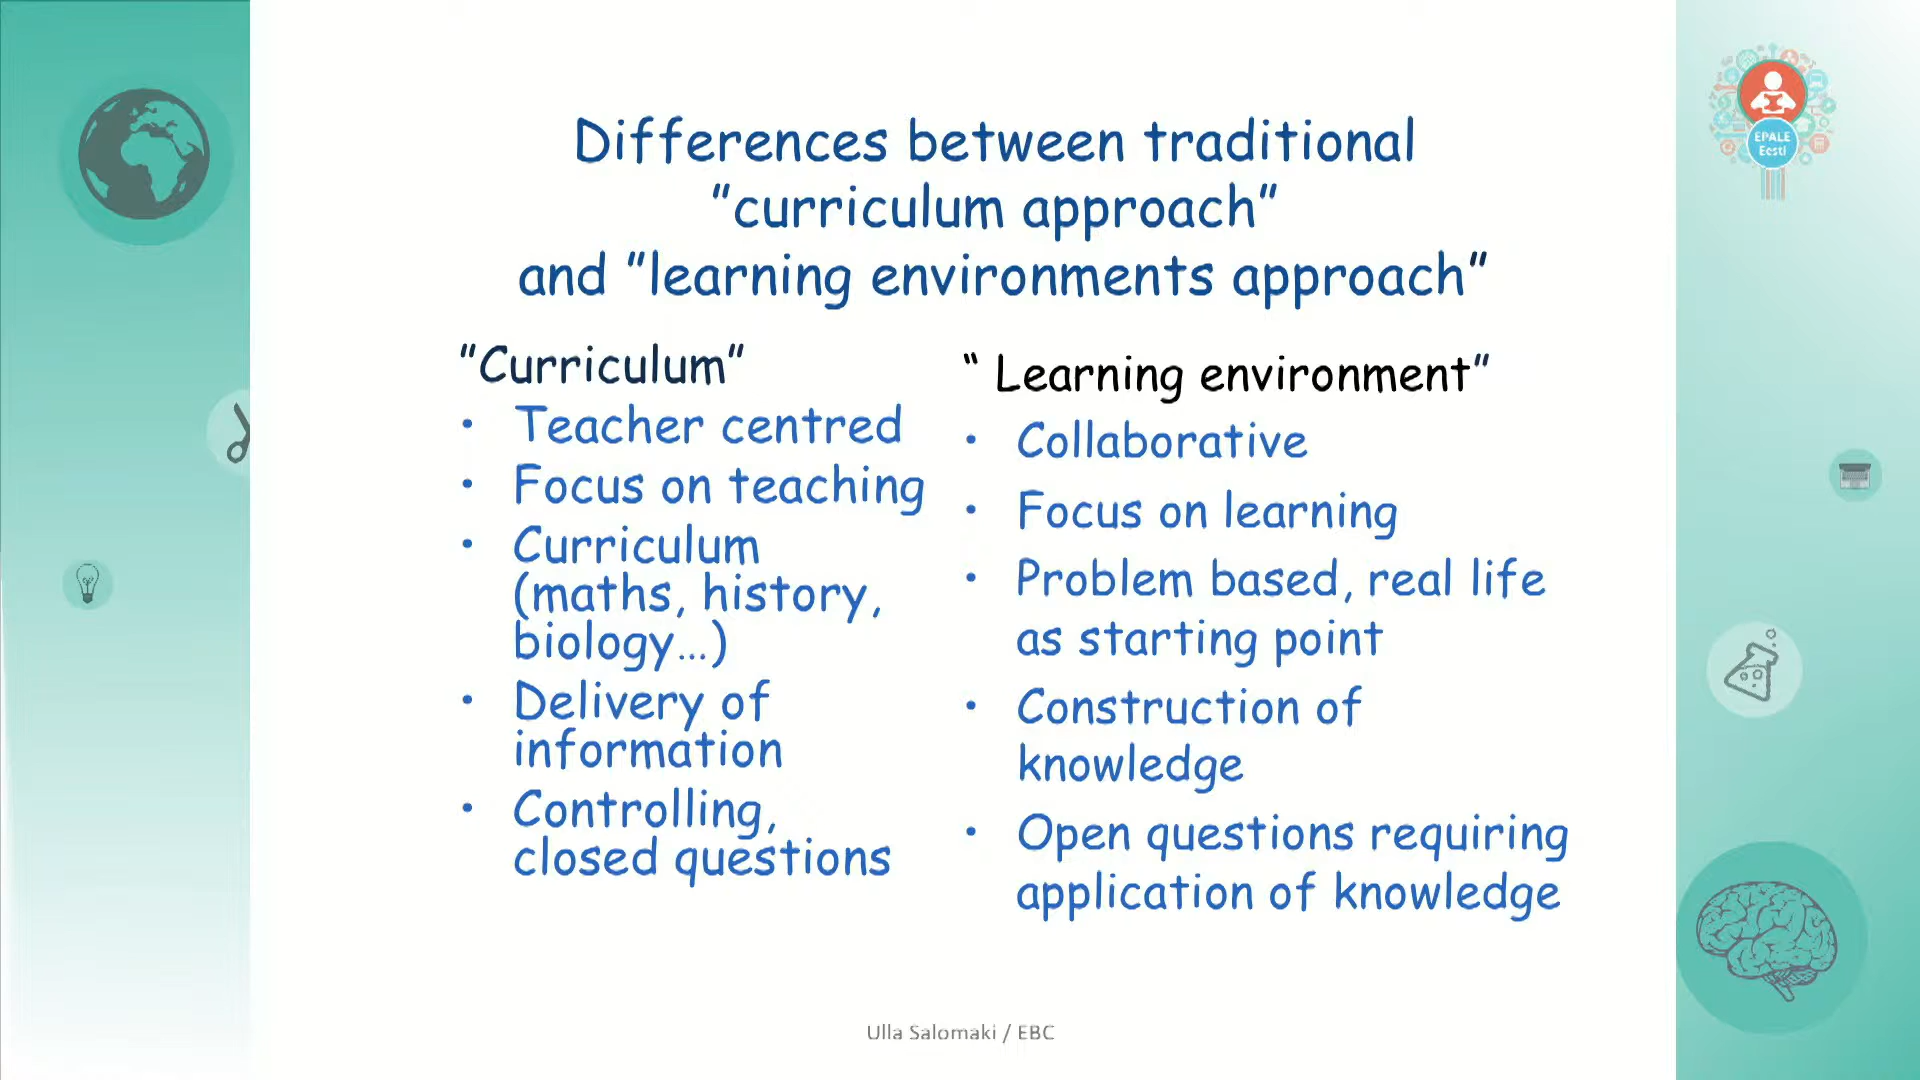 Differences between traditional
"curriculum approach"
and "learning environments approach"
"Curriculum"
• Teacher centred
• Focus on teaching
• Curriculum
(maths, history,
biology…)
• Delivery of
information
• Controlling,
closed questions
“ Learning environment”
• Collaborative
• Focus on learning
• Problem based, real life
as starting point
• Construction of
knowledge
• Open questions requiring
application of knowledge
Ulla Salomaki / EBC
EPALE
Eesti